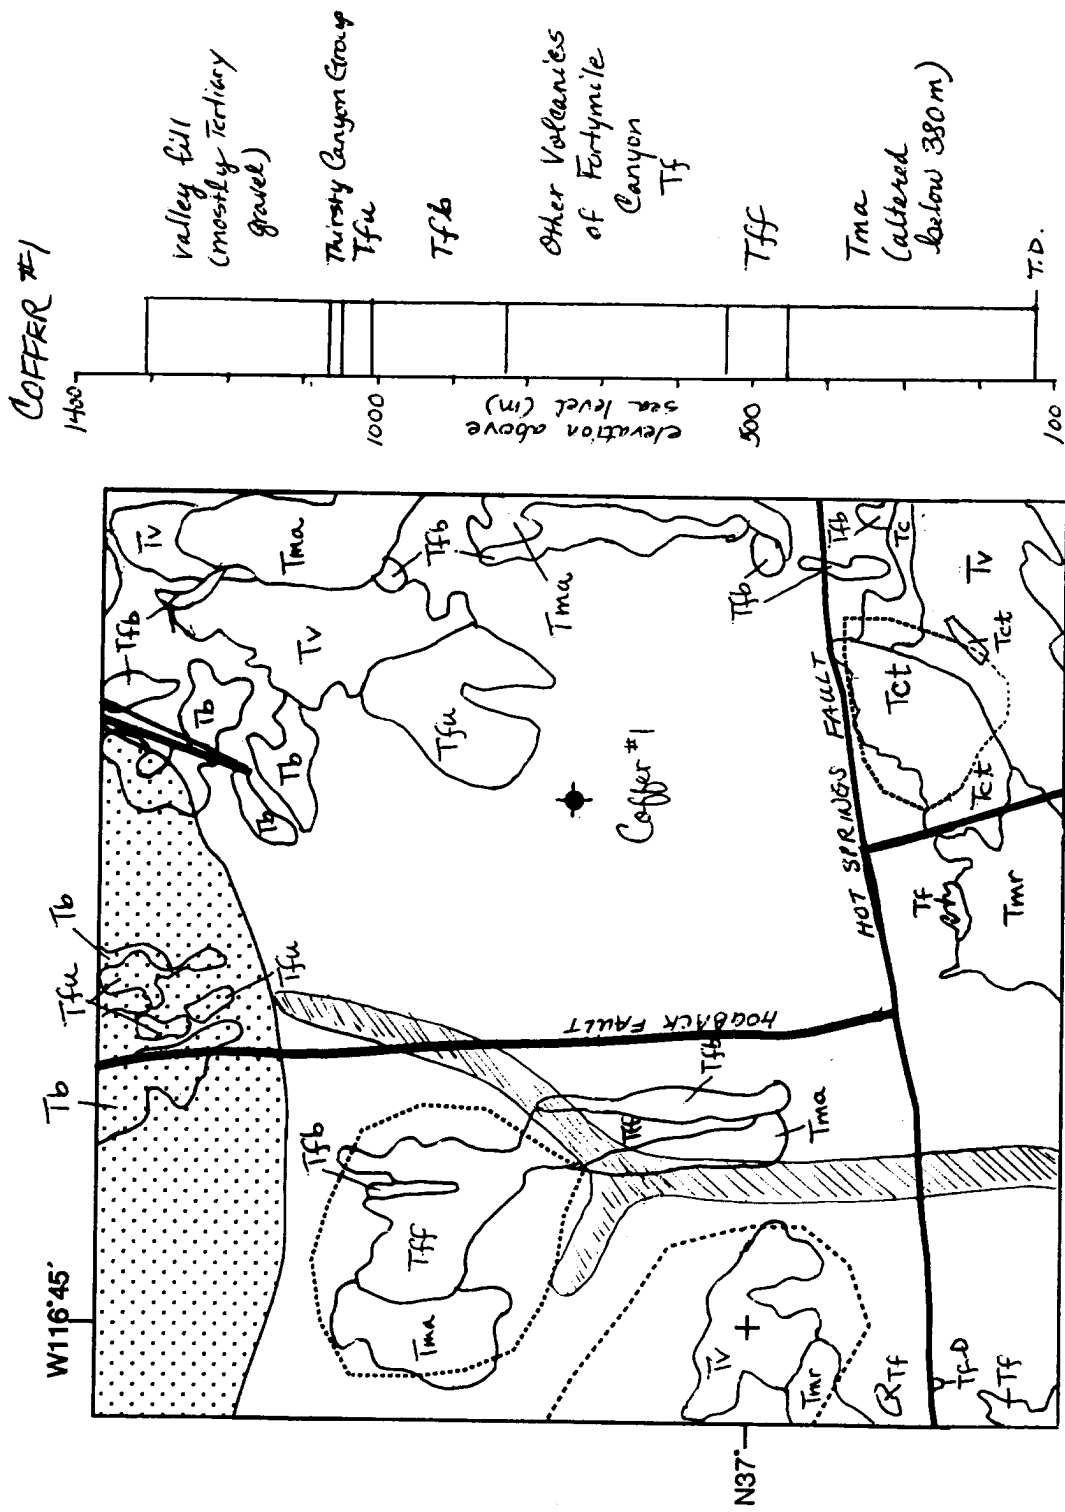 COFFER #1
1400
1000
500
100
elevation above
sea level (m)
valley fill
(mostly Tertiary
gravel)
Thirsty Canyon Group
Tfu
Tfb
Other Volcanics
of Fortymile
Canyon
Tf
Tff
Tma
(altered
below 380m)
T.D.
W116°45'
N37°
Tb
Tfu
Tb
Tfu
Tfb
Tv
Tma
Tb
Tb
Tb
Tv
Tfb
Tfu
Tma
Coffer #1
Tfb
Tfb
Tfb
Tc
HOGBACK FAULT
HOT SPRINGS FAULT
Tfb
Tff
Tma
Tfb
Tff
Tma
Tv
Tmr
Tf
Tf
Tf
Tmr
Tct
Tct
Tct
Tv